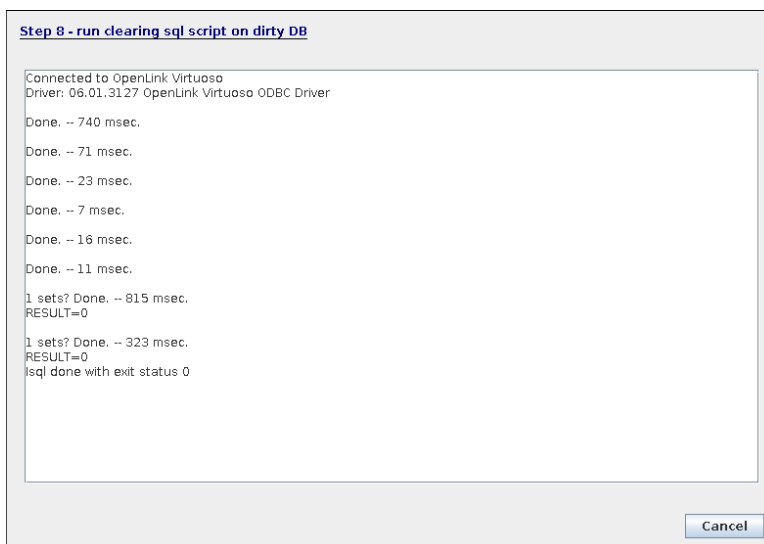 Step 8 - run clearing sql script on dirty DB
Connected to OpenLink Virtuoso
Driver: 06.01.3127 OpenLink Virtuoso ODBC Driver
Done. -- 740 msec.
Done. -- 71 msec.
Done. -- 23 msec.
Done. -- 7 msec.
Done. -- 16 msec.
Done. -- 11 msec.
1 sets? Done. -- 815 msec.
RESULT=0
1 sets? Done. -- 323 msec.
RESULT=0
Isql done with exit status 0
Cancel